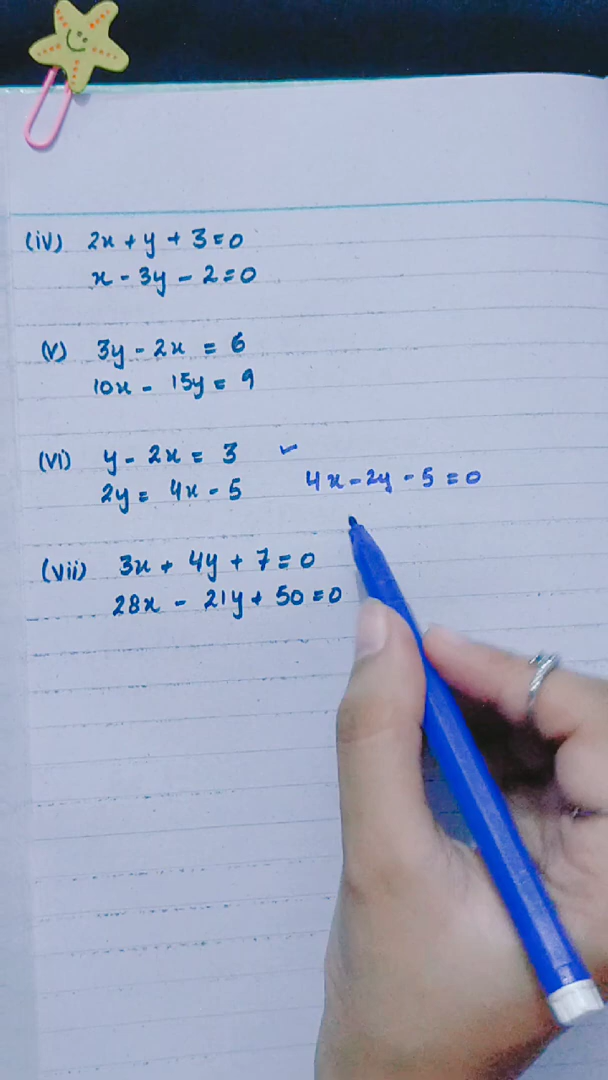 (iv) 2x + y + 3 = 0
x - 3y - 2 = 0
(v) 3y - 2x = 6
10x - 15y = 9
(vi) y - 2x = 3 ✓
2y = 4x - 5
4x - 2y - 5 = 0
(vii) 3x + 4y + 7 = 0
28x - 21y + 50 = 0